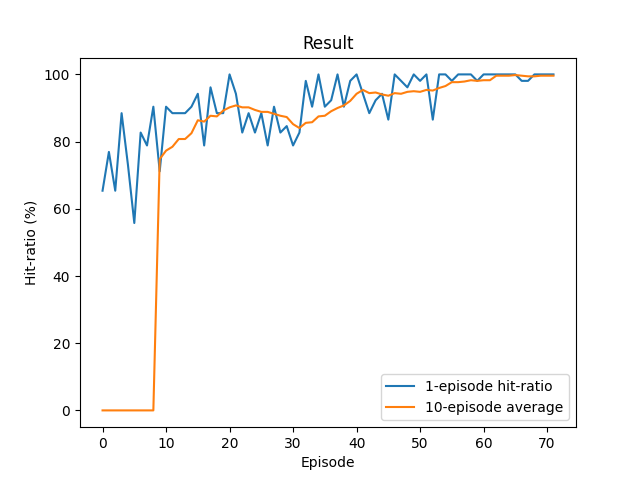 Result
Hit-ratio (%)
100
80
60
40
20
0
1-episode hit-ratio
10-episode average
0 10 20 30 40 50 60 70
Episode